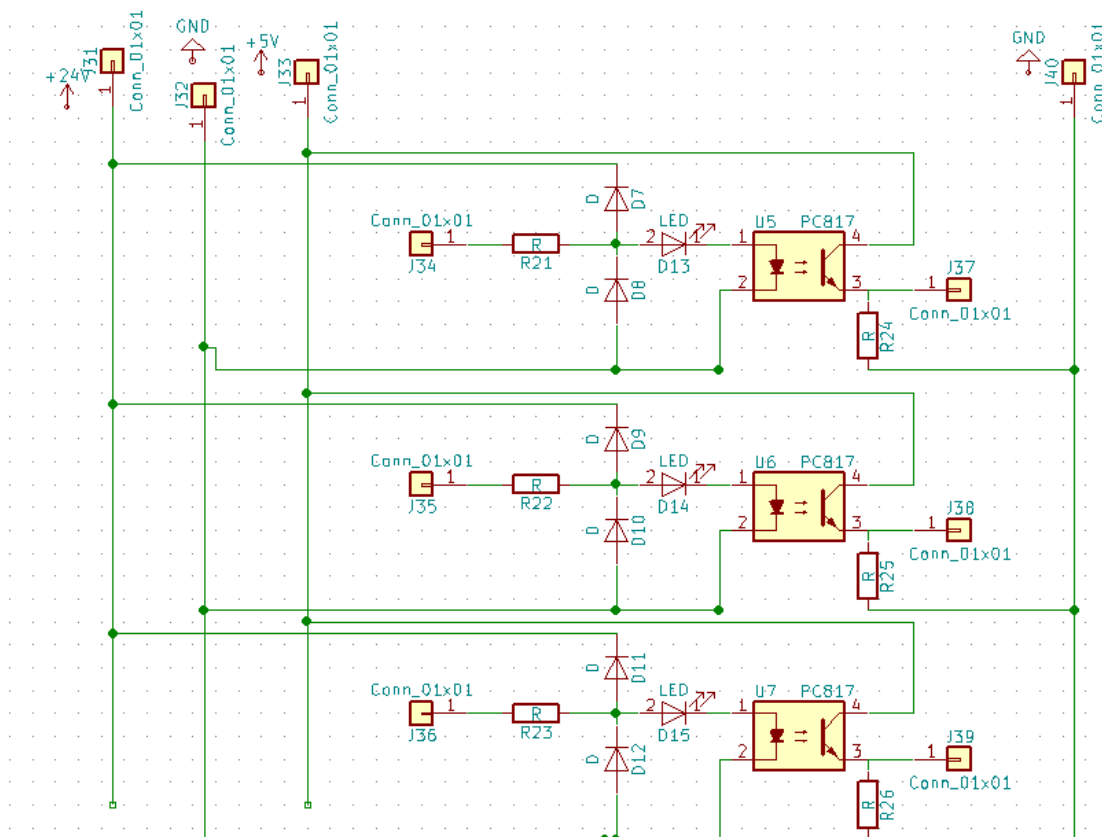 GND
+5V
GND
+24V
J31
Conn_01x01
1
J32
Conn_01x01
1
J33
Conn_01x01
1
J40
Conn_01x01
1
Conn_01x01
J34
1
R
R21
D
D7
D
D8
LED
2
1
D13
U5 PC817
1
2
4
3
J37
1
Conn_01x01
R
R24
Conn_01x01
J35
1
R
R22
D
D9
D
D10
LED
2
1
D14
U6 PC817
1
2
4
3
J38
1
Conn_01x01
R
R25
Conn_01x01
J36
1
R
R23
D
D11
D
D12
LED
2
1
D15
U7 PC817
1
2
4
3
J39
1
Conn_01x01
R
R26